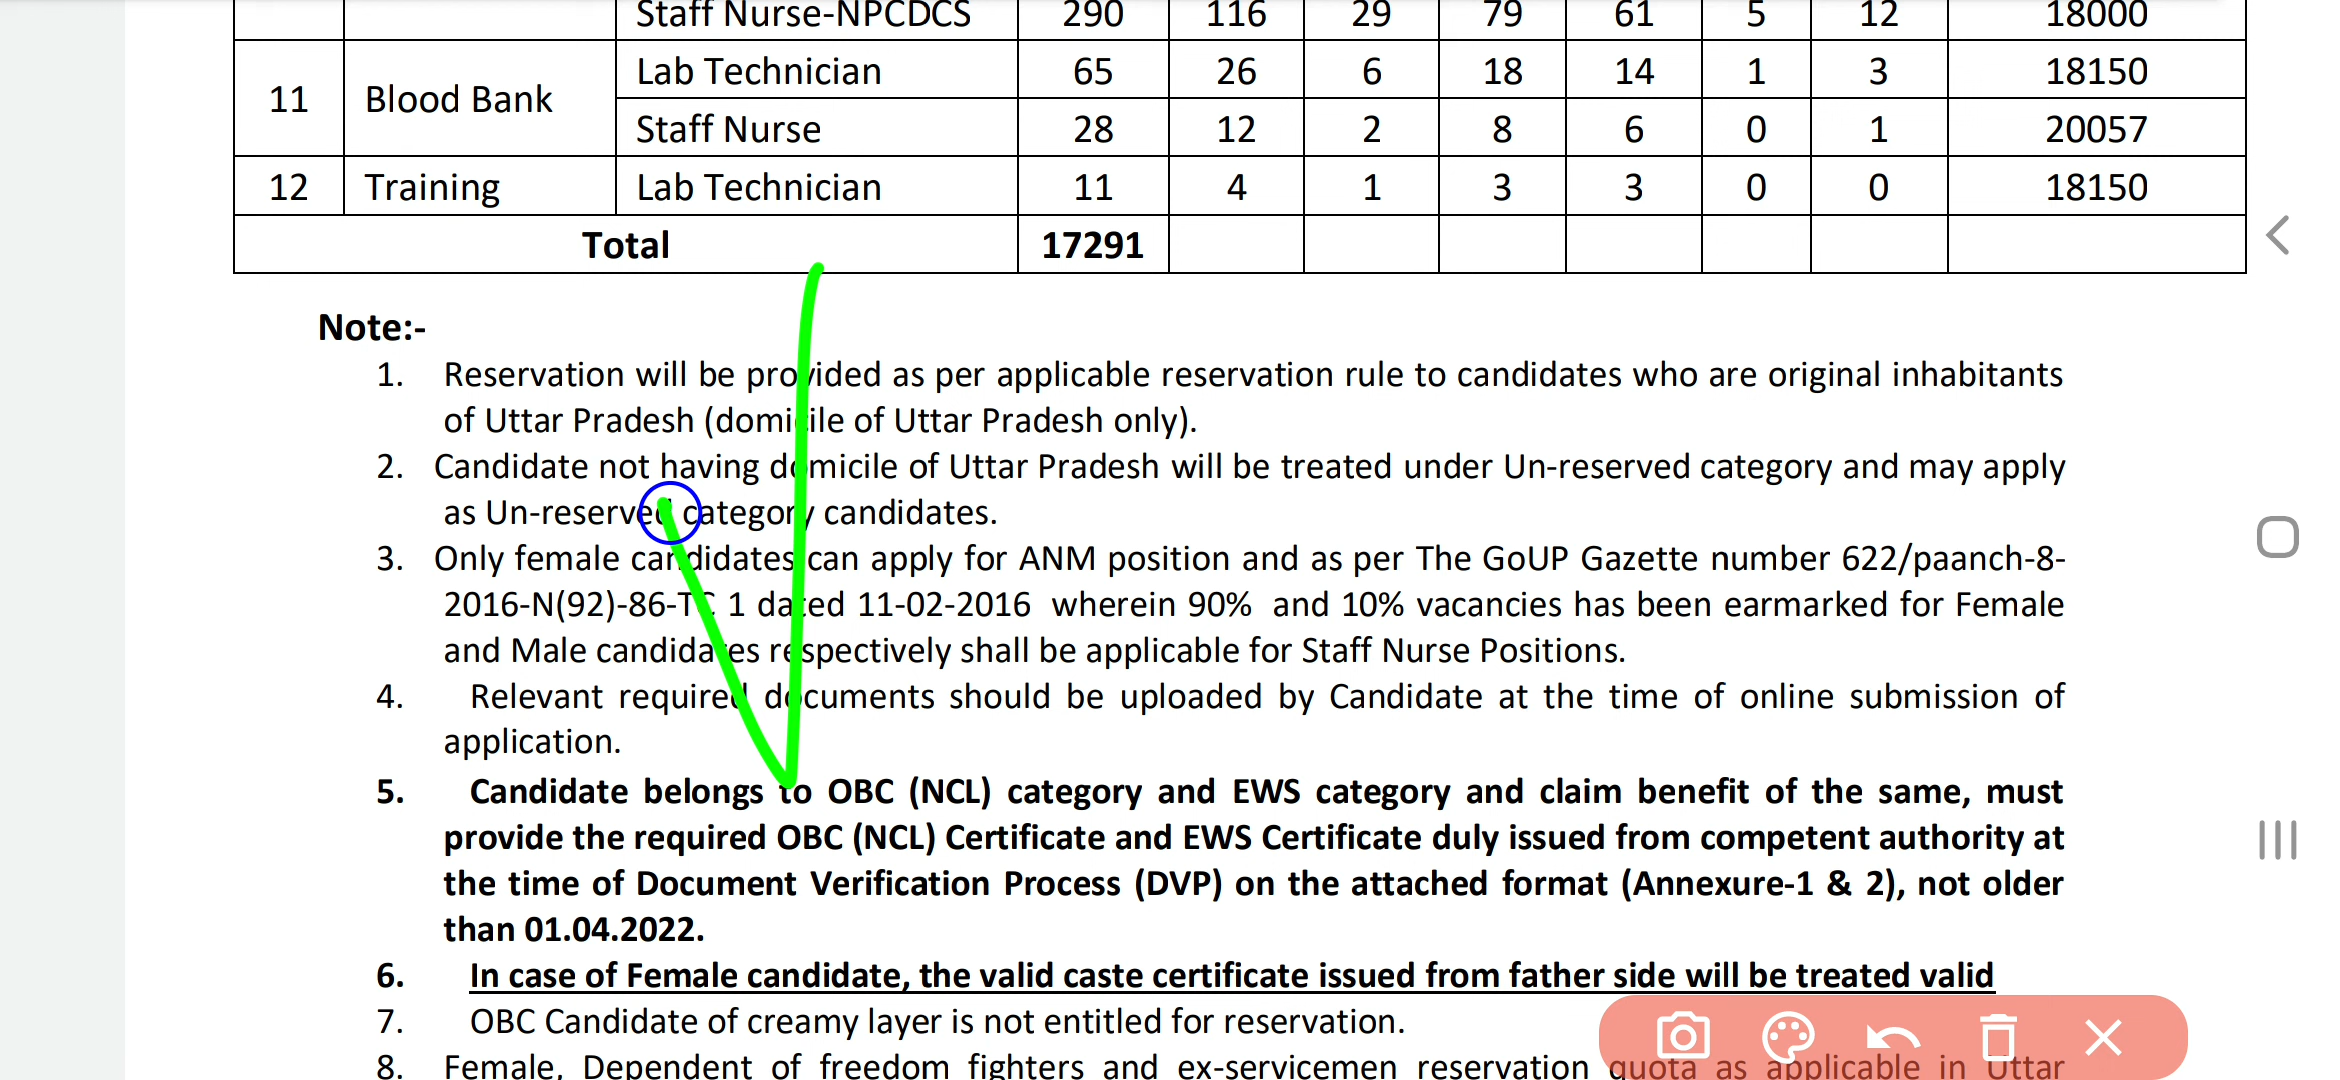 Staff Nurse-NPCDCS 290 116 29 79 61 5 12 18000
11 Blood Bank Lab Technician 65 26 6 18 14 1 3 18150
Staff Nurse 28 12 2 8 6 0 1 20057
12 Training Lab Technician 11 4 1 3 3 0 0 18150
Total 17291
Note:-
1. Reservation will be provided as per applicable reservation rule to candidates who are original inhabitants
of Uttar Pradesh (domicile of Uttar Pradesh only).
2. Candidate not having domicile of Uttar Pradesh will be treated under Un-reserved category and may apply
as Un-reserved category candidates.
3. Only female candidates can apply for ANM position and as per The GoUP Gazette number 622/paanch-8-
2016-N(92)-86-TC 1 dated 11-02-2016 wherein 90% and 10% vacancies has been earmarked for Female
and Male candidates respectively shall be applicable for Staff Nurse Positions.
4. Relevant required documents should be uploaded by Candidate at the time of online submission of
application.
5. Candidate belongs to OBC (NCL) category and EWS category and claim benefit of the same, must
provide the required OBC (NCL) Certificate and EWS Certificate duly issued from competent authority at
the time of Document Verification Process (DVP) on the attached format (Annexure-1 & 2), not older
than 01.04.2022.
6. In case of Female candidate, the valid caste certificate issued from father side will be treated valid
7. OBC Candidate of creamy layer is not entitled for reservation.
8. Female, Dependent of freedom fighters and ex-servicemen reservation quota as applicable in Uttar